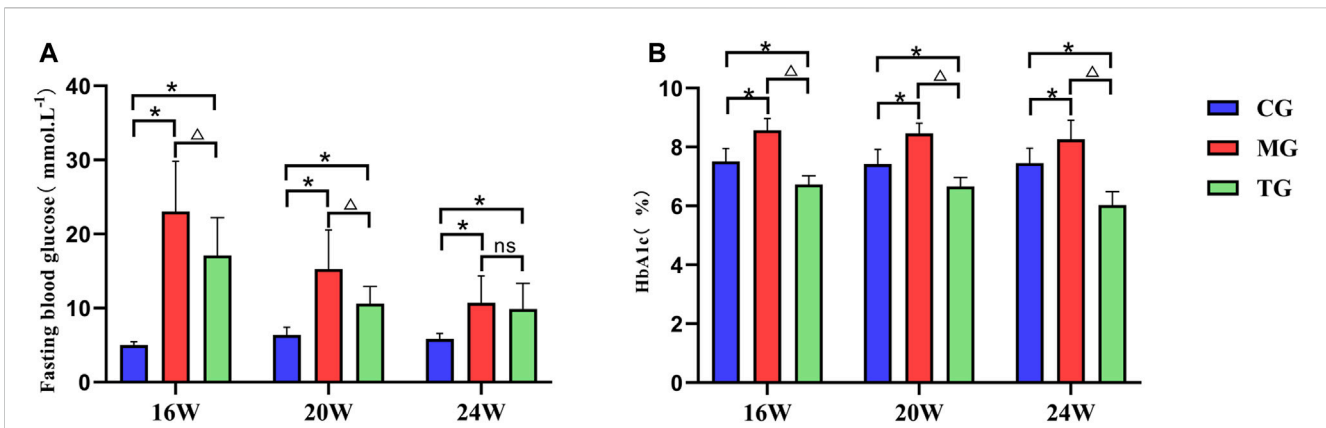 A
Fasting blood glucose( mmol.L-1)
40
30
20
10
0
* * △
* * △
* * ns
16W 20W 24W
B
HbA1c( %)
10
8
6
4
2
0
* * △
* * △
* * △
16W 20W 24W
CG
MG
TG